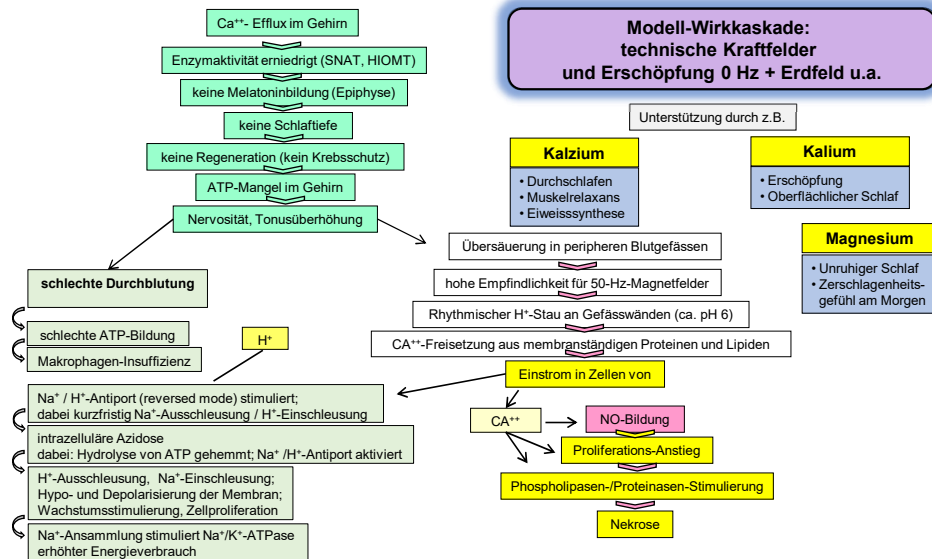 Ca⁺⁺- Efflux im Gehirn
Enzymaktivität erniedrigt (SNAT, HIOMT)
keine Melatoninbildung (Epiphyse)
keine Schlaftiefe
keine Regeneration (kein Krebsschutz)
ATP-Mangel im Gehirn
Nervosität, Tonusüberhöhung
Modell-Wirkkaskade:
technische Kraftfelder
und Erschöpfung 0 Hz + Erdfeld u.a.
Unterstützung durch z.B.
Kalzium
• Durchschlafen
• Muskelrelaxans
• Eiweisssynthese
Kalium
• Erschöpfung
• Oberflächlicher Schlaf
Magnesium
• Unruhiger Schlaf
• Zerschlagenheits-
gefühl am Morgen
Übersäuerung in peripheren Blutgefässen
hohe Empfindlichkeit für 50-Hz-Magnetfelder
Rhythmischer H⁺-Stau an Gefässwänden (ca. pH 6)
CA⁺⁺-Freisetzung aus membranständigen Proteinen und Lipiden
Einstrom in Zellen von
CA⁺⁺
NO-Bildung
Proliferations-Anstieg
Phospholipasen-/Proteinasen-Stimulierung
Nekrose
schlechte Durchblutung
schlechte ATP-Bildung
Makrophagen-Insuffizienz
H⁺
Na⁺ / H⁺-Antiport (reversed mode) stimuliert;
dabei kurzfristig Na⁺-Ausschleusung / H⁺-Einschleusung
intrazelluläre Azidose
dabei: Hydrolyse von ATP gehemmt; Na⁺ /H⁺-Antiport aktiviert
H⁺-Ausschleusung, Na⁺-Einschleusung;
Hypo- und Depolarisierung der Membran;
Wachstumsstimulierung, Zellproliferation
Na⁺-Ansammlung stimuliert Na⁺/K⁺-ATPase
erhöhter Energieverbrauch